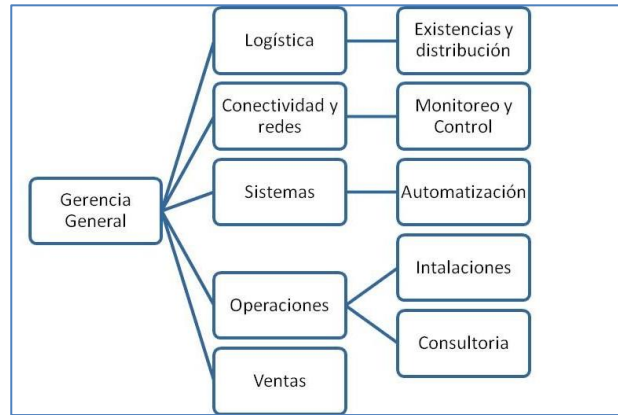 Logística
Existencias y
distribución
Conectividad y
redes
Monitoreo y
Control
Gerencia
General
Sistemas
Automatización
Operaciones
Intalaciones
Consultoria
Ventas